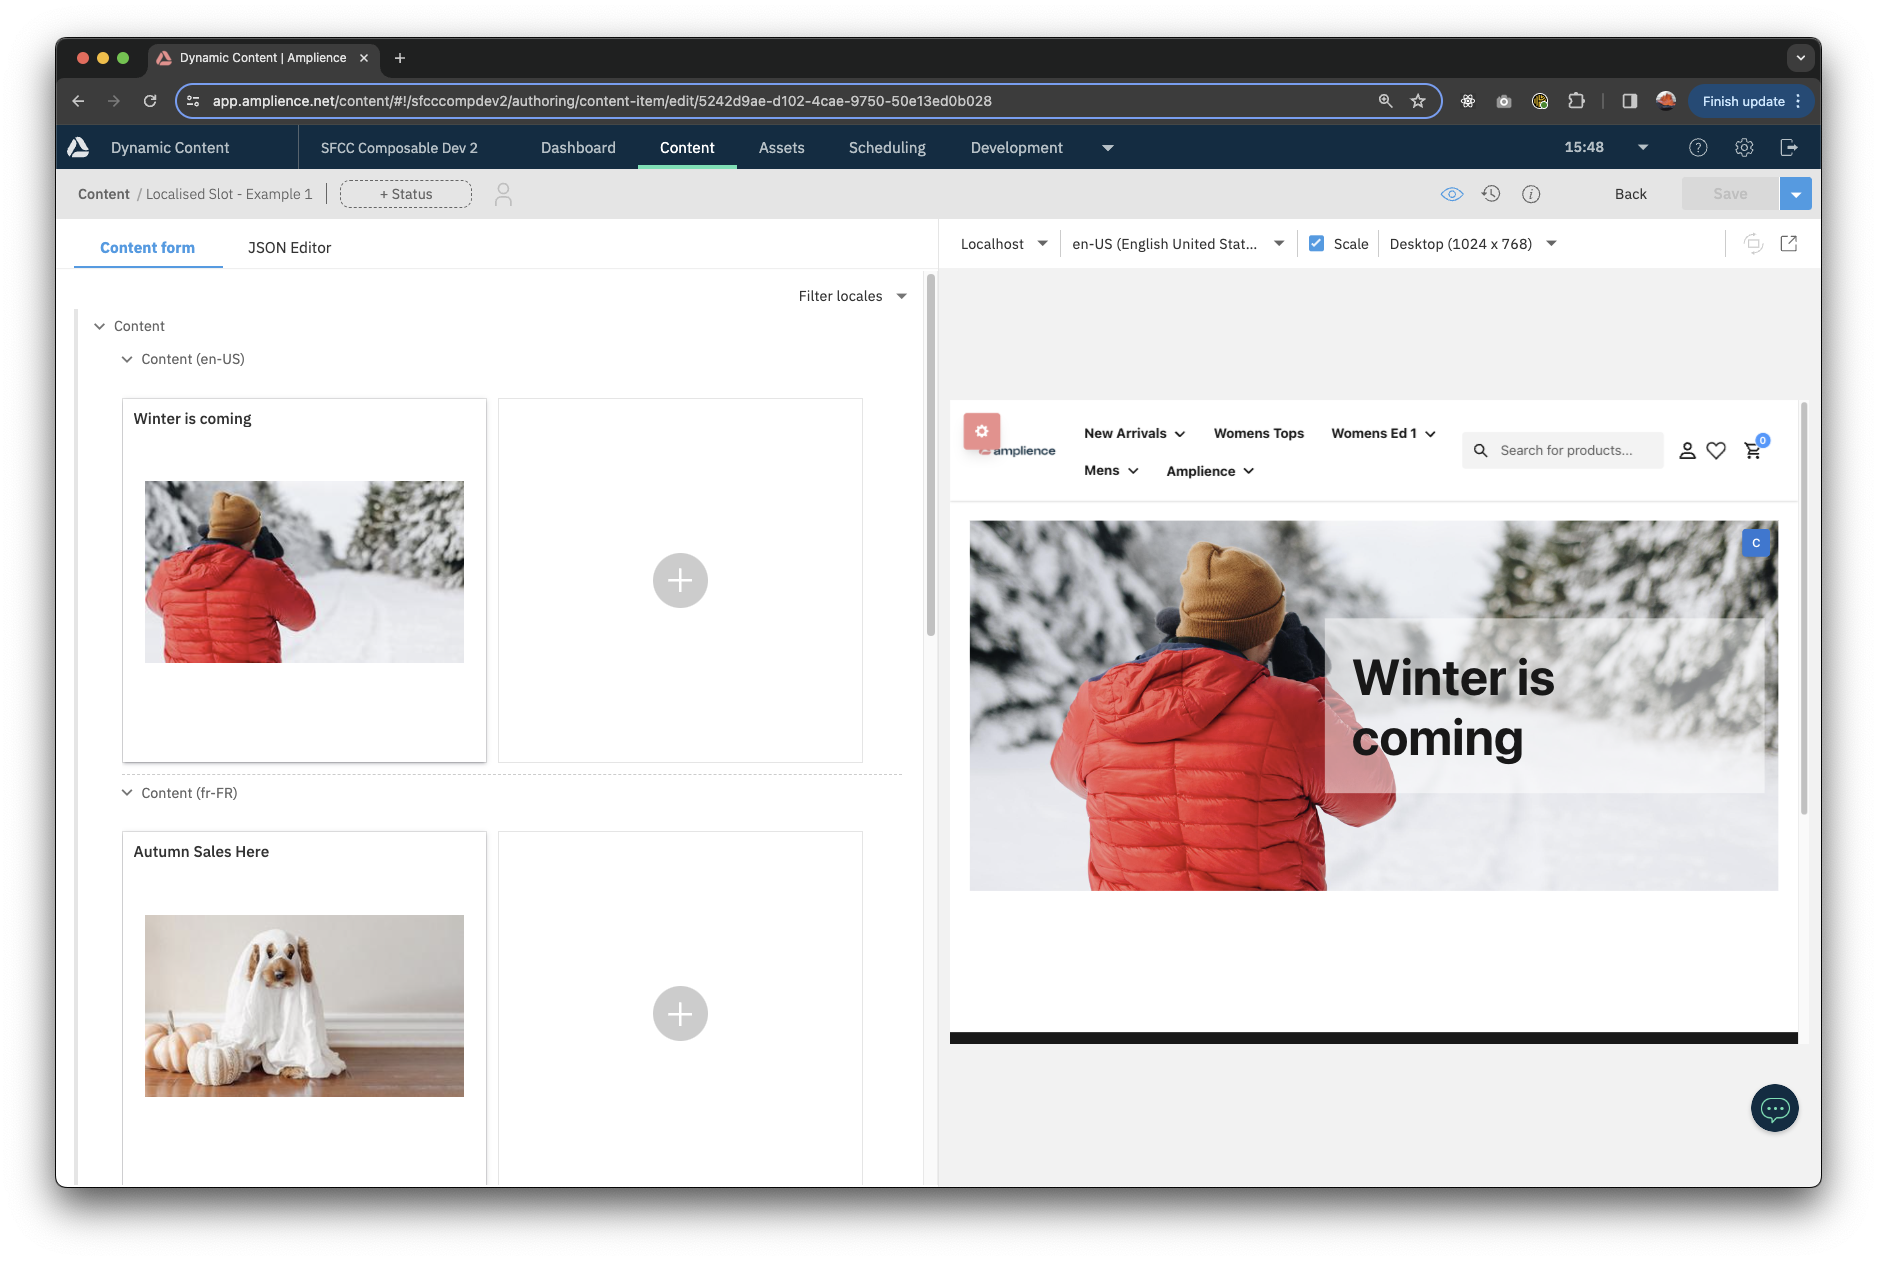 Dynamic Content | Amplience
app.amplience.net/content/#!/sfcccompdev2/authoring/content-item/edit/5242d9ae-d102-4cae-9750-50e13ed0b028
Finish update
Dynamic Content
SFCC Composable Dev 2
Dashboard
Content
Assets
Scheduling
Development
15:48
Content / Localised Slot - Example 1
+ Status
Back
Save
Content form
JSON Editor
Localhost
en-US (English United Stat...
Scale
Desktop (1024 x 768)
Filter locales
Content
Content (en-US)
Winter is coming
Content (fr-FR)
Autumn Sales Here
amplience
New Arrivals
Womens Tops
Womens Ed 1
Mens
Amplience
Search for products...
0
C
Winter is
coming